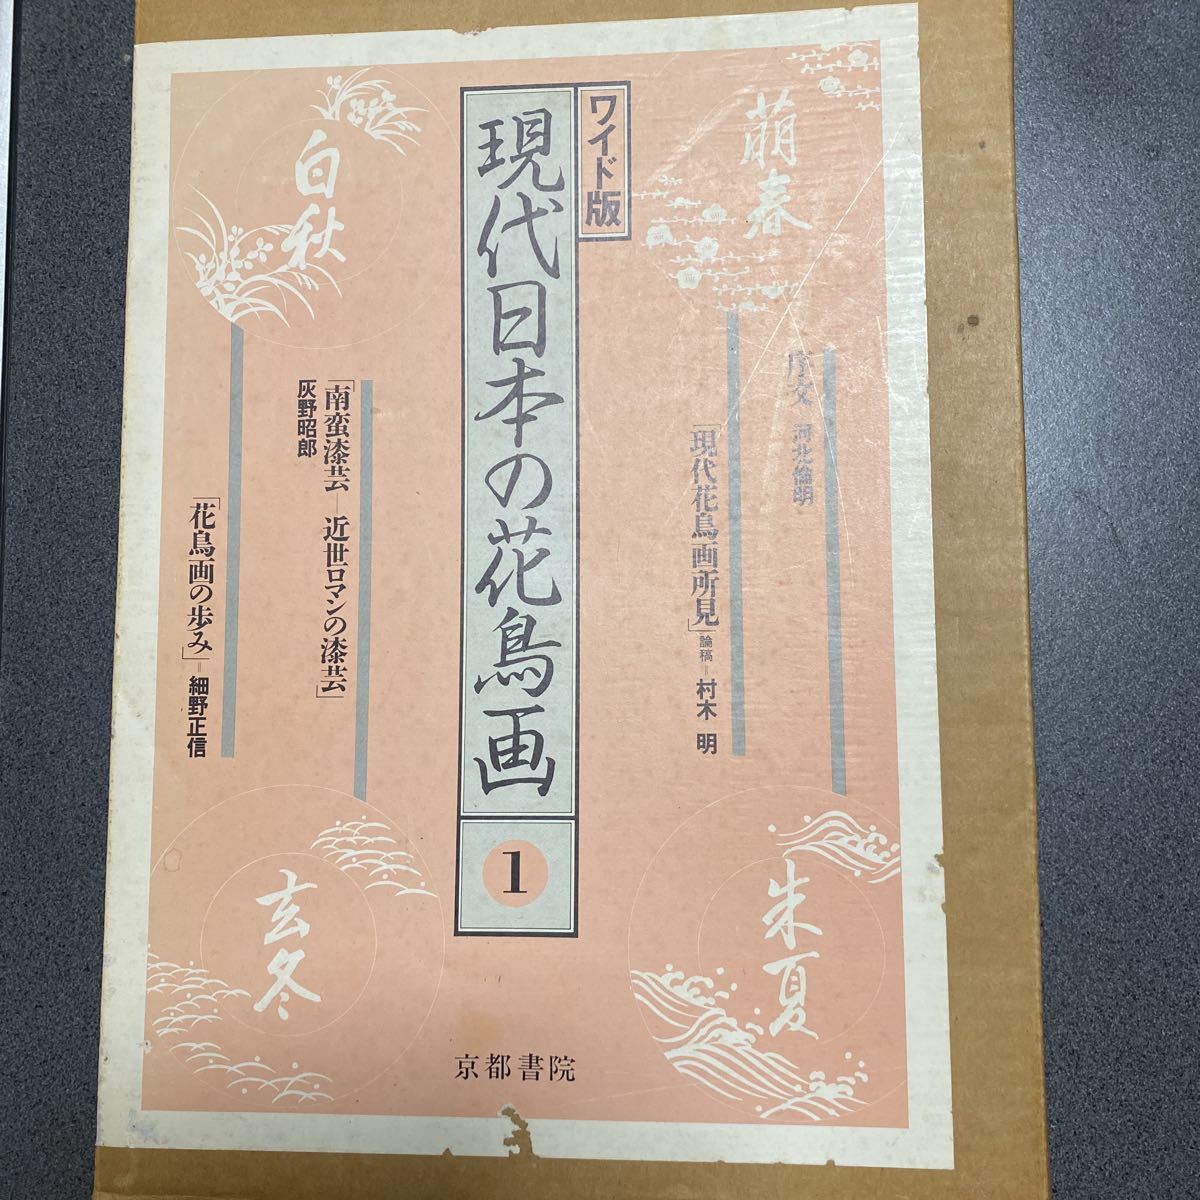 ワイド版
現代日本の花鳥画
1
萌春
序文 河北倫明
「現代花鳥画所見」論稿=村木 明
朱夏
白秋
「南蛮漆芸―近世ロマンの漆芸」
灰野昭郎
「花鳥画の歩み」=細野正信
玄冬
京都書院